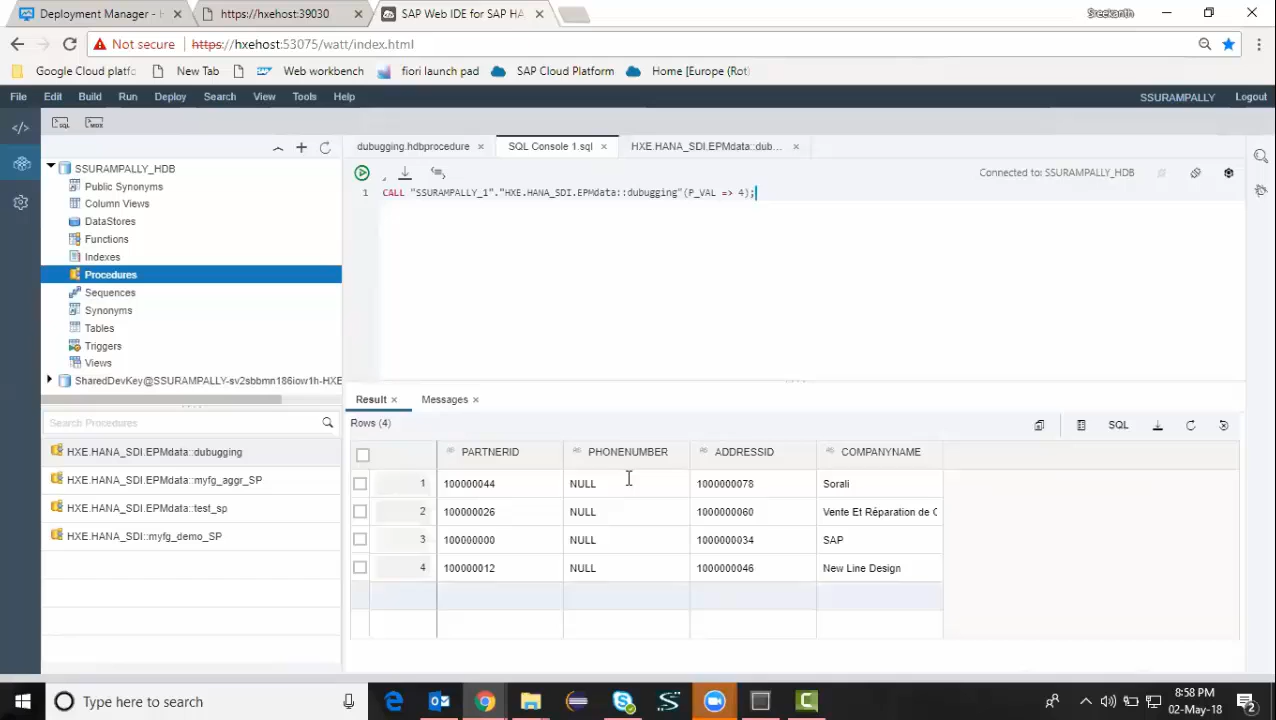 Deployment Manager - H
https://hxehost:39030
SAP Web IDE for SAP HA
Sreekanth
Not secure
https://hxehost:53075/watt/index.html
Google Cloud platfo
New Tab
Web workbench
fiori launch pad
SAP Cloud Platform
Home [Europe (Rot)
File Edit Build Run Deploy Search View Tools Help
SSURAMPALLY Logout
SSURAMPALLY_HDB
Public Synonyms
Column Views
DataStores
Functions
Indexes
Procedures
Sequences
Synonyms
Tables
Triggers
Views
SharedDevKey@SSURAMPALLY-sv2sbbmn186iow1h-HXE
Search Procedures
HXE.HANA_SDI.EPMdata::dubugging
HXE.HANA_SDI.EPMdata::myfg_aggr_SP
HXE.HANA_SDI.EPMdata::test_sp
HXE.HANA_SDI::myfg_demo_SP
dubugging.hdbprocedure
SQL Console 1.sql
HXE.HANA_SDI.EPMdata::dub...
Connected to: SSURAMPALLY_HDB
1 CALL "SSURAMPALLY_1"."HXE.HANA_SDI.EPMdata::dubugging"(P_VAL => 4);
Result
Messages
Rows (4)
SQL
PARTNERID PHONENUMBER ADDRESSID COMPANYNAME
1 100000044 NULL 1000000078 Sorali
2 100000026 NULL 1000000060 Vente Et Réparation de C
3 100000000 NULL 1000000034 SAP
4 100000012 NULL 1000000046 New Line Design
Type here to search
8:58 PM
02-May-18
2